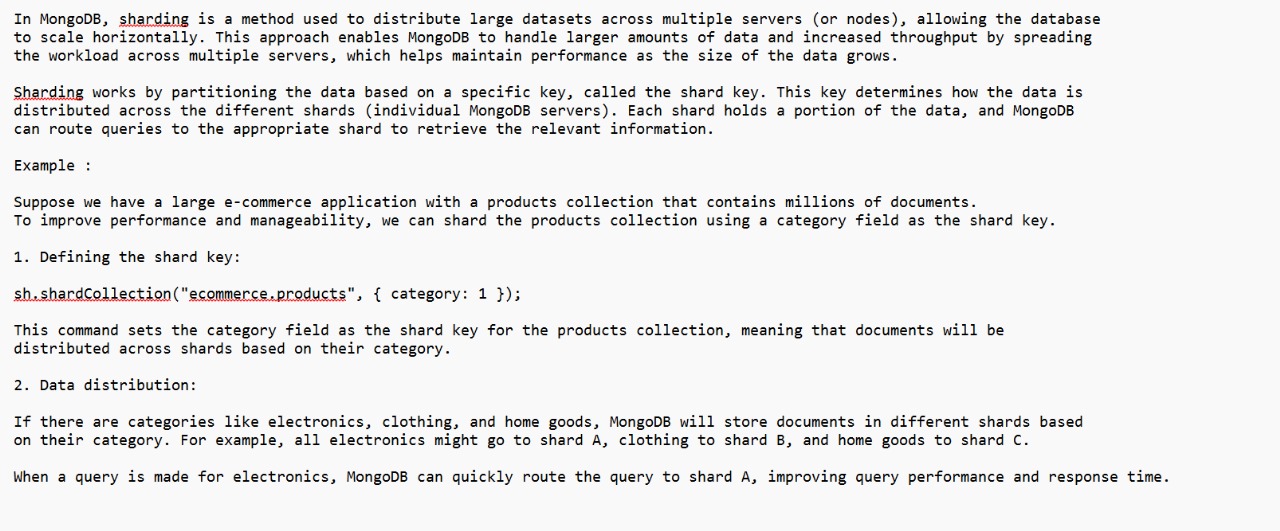 In MongoDB, sharding is a method used to distribute large datasets across multiple servers (or nodes), allowing the database
to scale horizontally. This approach enables MongoDB to handle larger amounts of data and increased throughput by spreading
the workload across multiple servers, which helps maintain performance as the size of the data grows.
Sharding works by partitioning the data based on a specific key, called the shard key. This key determines how the data is
distributed across the different shards (individual MongoDB servers). Each shard holds a portion of the data, and MongoDB
can route queries to the appropriate shard to retrieve the relevant information.
Example :
Suppose we have a large e-commerce application with a products collection that contains millions of documents.
To improve performance and manageability, we can shard the products collection using a category field as the shard key.
1. Defining the shard key:
sh.shardCollection("ecommerce.products", { category: 1 });
This command sets the category field as the shard key for the products collection, meaning that documents will be
distributed across shards based on their category.
2. Data distribution:
If there are categories like electronics, clothing, and home goods, MongoDB will store documents in different shards based
on their category. For example, all electronics might go to shard A, clothing to shard B, and home goods to shard C.
When a query is made for electronics, MongoDB can quickly route the query to shard A, improving query performance and response time.